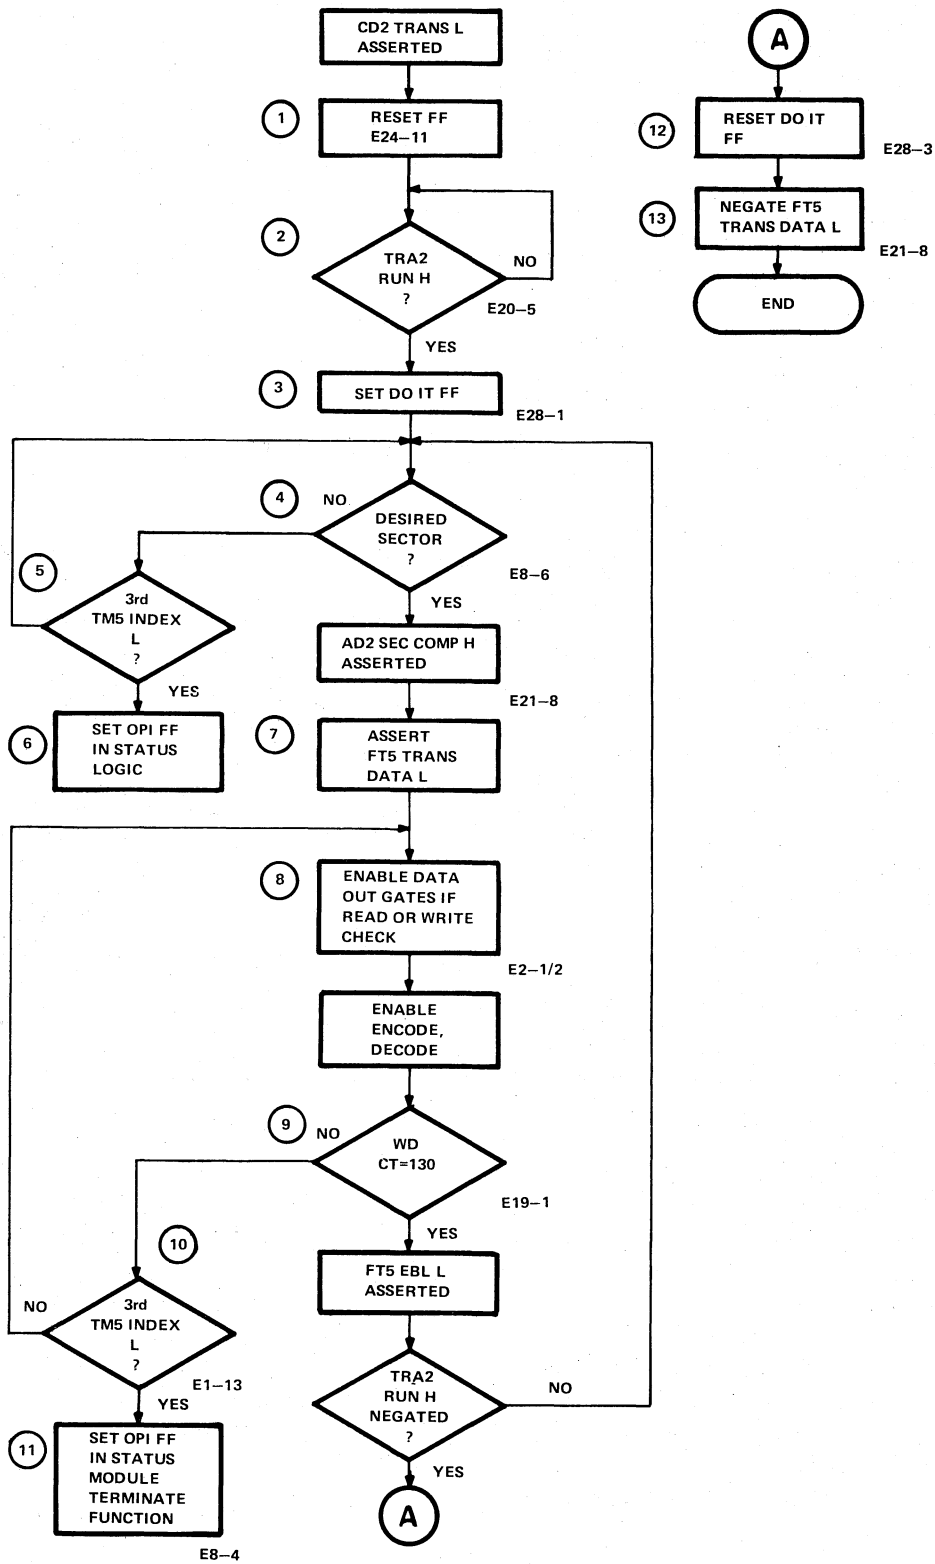 CD2 TRANS L
ASSERTED
1
RESET FF
E24–11
2
TRA2
RUN H
?
NO
E20–5
YES
3
SET DO IT FF
E28–1
4
NO
DESIRED
SECTOR
?
E8–6
YES
5
3rd
TM5 INDEX
L
?
YES
6
SET OPI FF
IN STATUS
LOGIC
AD2 SEC COMP H
ASSERTED
E21–8
7
ASSERT
FT5 TRANS
DATA L
8
ENABLE DATA
OUT GATES IF
READ OR WRITE
CHECK
E2–1/2
ENABLE
ENCODE,
DECODE
9
NO
WD
CT=130
E19–1
YES
10
NO
3rd
TM5 INDEX
L
?
E1–13
YES
11
SET OPI FF
IN STATUS
MODULE
TERMINATE
FUNCTION
E8–4
FT5 EBL L
ASSERTED
TRA2
RUN H
NEGATED
?
NO
YES
A
A
12
RESET DO IT
FF
E28–3
13
NEGATE FT5
TRANS DATA L
E21–8
END